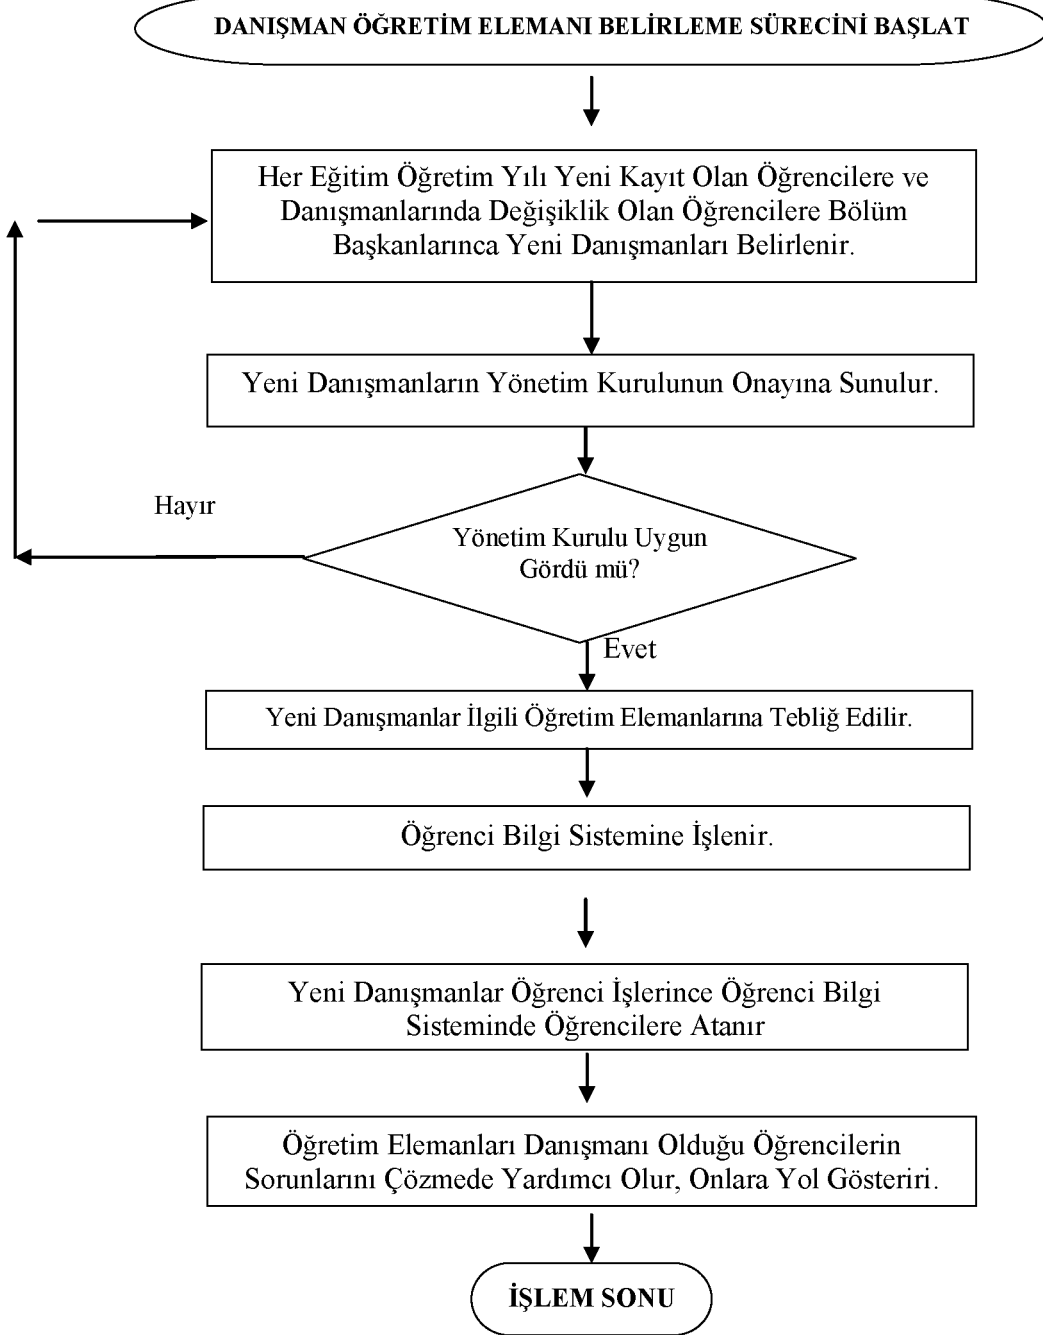 DANIŞMAN ÖĞRETİM ELEMANI BELİRLEME SÜRECİNİ BAŞLAT
Her Eğitim Öğretim Yılı Yeni Kayıt Olan Öğrencilere ve
Danışmanlarında Değişiklik Olan Öğrencilere Bölüm
Başkanlarınca Yeni Danışmanları Belirlenir.
Yeni Danışmanların Yönetim Kurulunun Onayına Sunulur.
Hayır
Yönetim Kurulu Uygun
Gördü mü?
Evet
Yeni Danışmanlar İlgili Öğretim Elemanlarına Tebliğ Edilir.
Öğrenci Bilgi Sistemine İşlenir.
Yeni Danışmanlar Öğrenci İşlerince Öğrenci Bilgi
Sisteminde Öğrencilere Atanır
Öğretim Elemanları Danışmanı Olduğu Öğrencilerin
Sorunlarını Çözmede Yardımcı Olur, Onlara Yol Gösteriri.
İŞLEM SONU